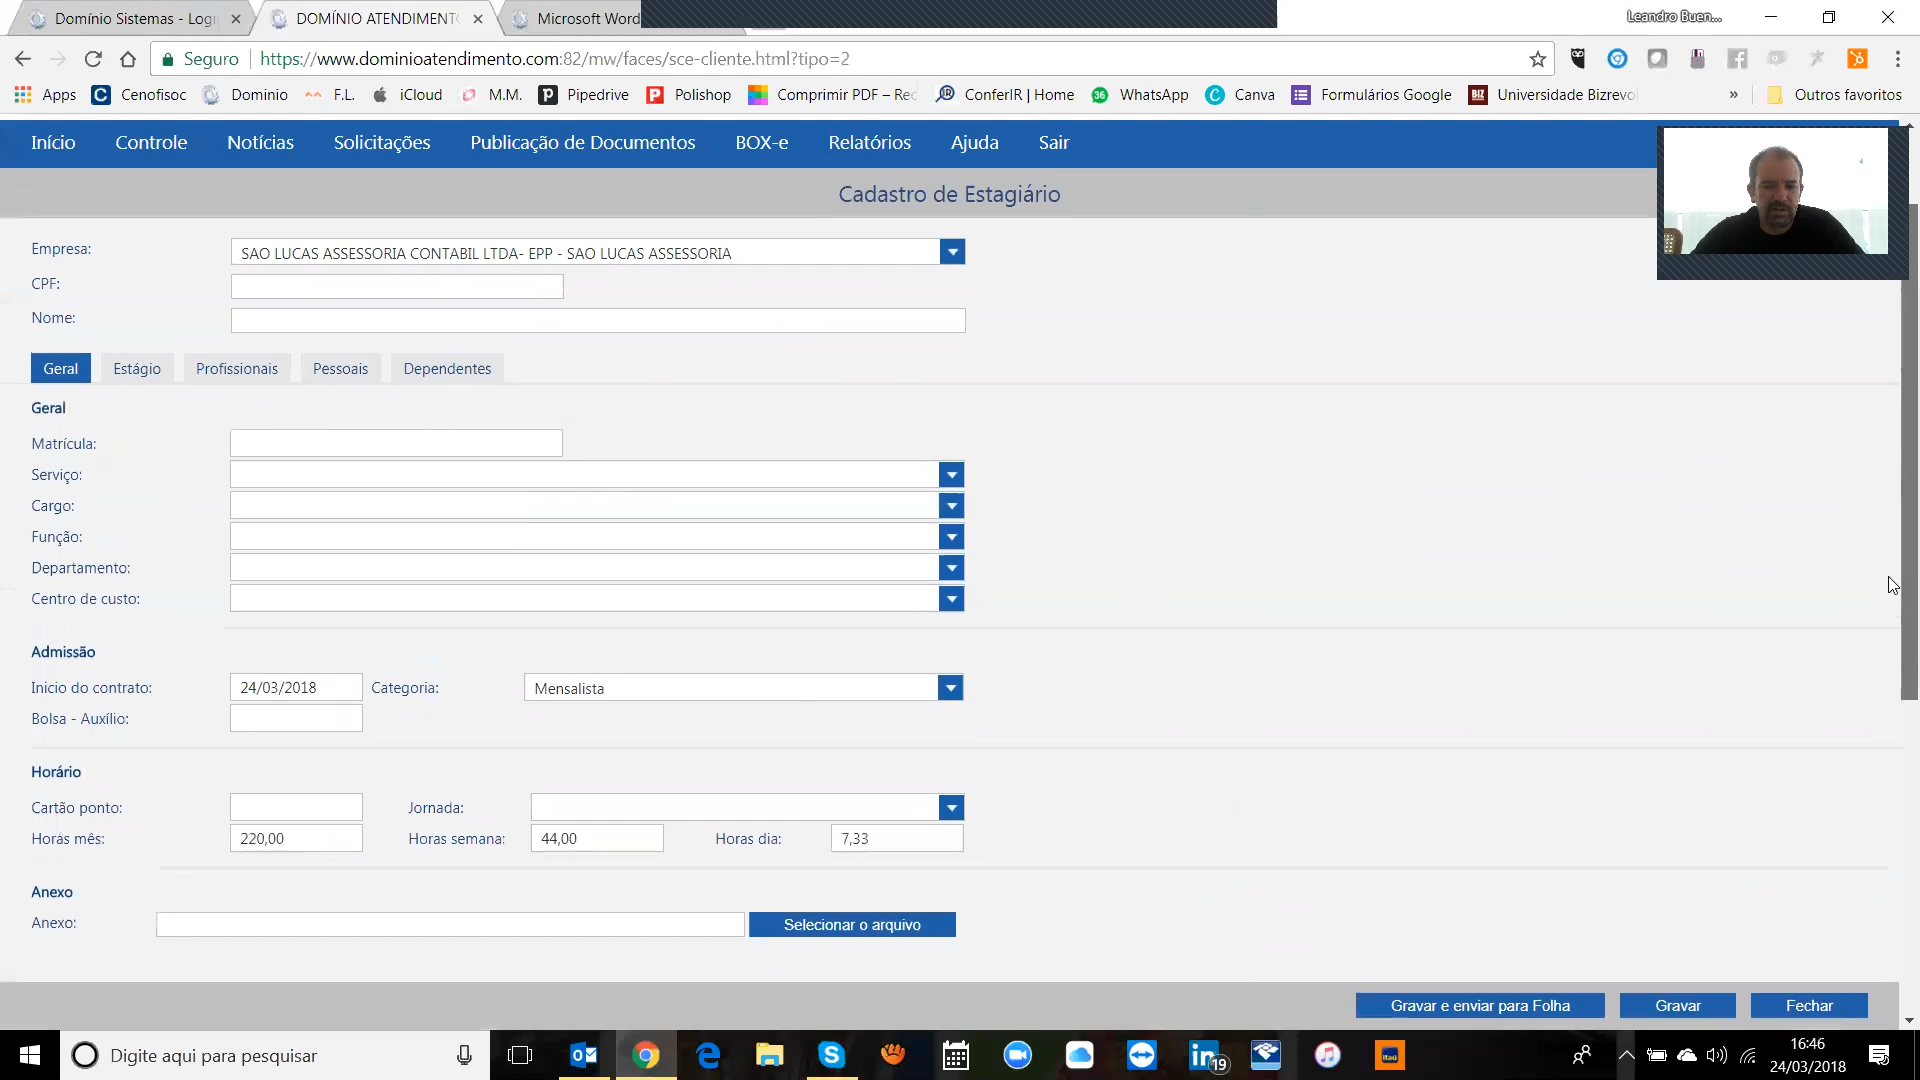 Domínio Sistemas - Logi
DOMÍNIO ATENDIMENT
Microsoft Word
Leandro Buen...
Seguro
https://www.dominioatendimento.com:82/mw/faces/sce-cliente.html?tipo=2
Apps Cenofisoc Dominio F.L. iCloud M.M. Pipedrive Polishop Comprimir PDF – Red ConferIR | Home WhatsApp Canva Formulários Google Universidade Bizrevo » Outros favoritos
Início Controle Notícias Solicitações Publicação de Documentos BOX-e Relatórios Ajuda Sair
Cadastro de Estagiário
Empresa: SAO LUCAS ASSESSORIA CONTABIL LTDA- EPP - SAO LUCAS ASSESSORIA
CPF:
Nome:
Geral Estágio Profissionais Pessoais Dependentes
Geral
Matrícula:
Serviço:
Cargo:
Função:
Departamento:
Centro de custo:
Admissão
Inicio do contrato: 24/03/2018 Categoria: Mensalista
Bolsa - Auxílio:
Horário
Cartão ponto: Jornada:
Horas mês: 220,00 Horas semana: 44,00 Horas dia: 7,33
Anexo
Anexo: Selecionar o arquivo
Gravar e enviar para Folha Gravar Fechar
Digite aqui para pesquisar
19
16:46
24/03/2018